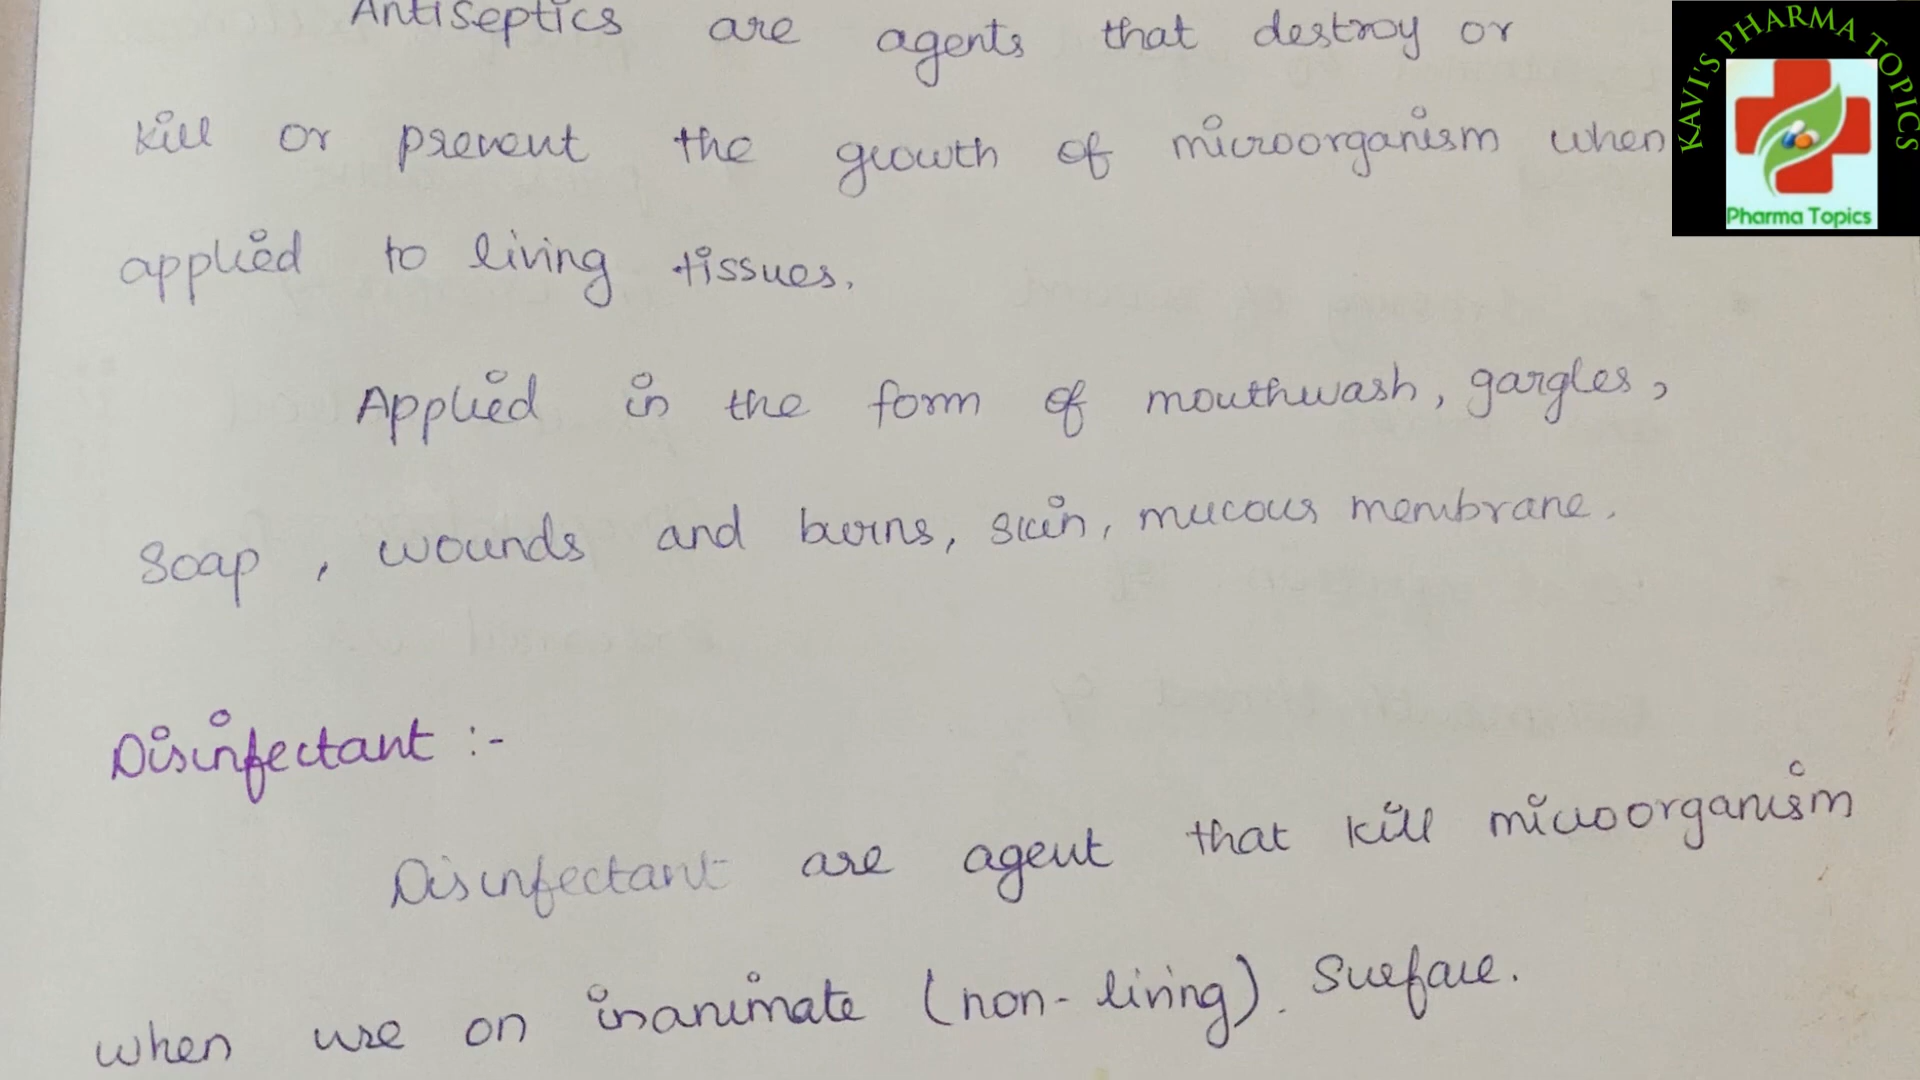 Antiseptics are agents that destroy or
kill or prevent the growth of microorganism when
applied to living tissues.
Applied in the form of mouthwash, gargles,
Soap, wounds and burns, skin, mucous membrane.
Disinfectant :-
Disinfectant are agent that kill microorganism
when use on inanimate (non-living). Surface.
KAVI'S PHARMA TOPICS
Pharma Topics